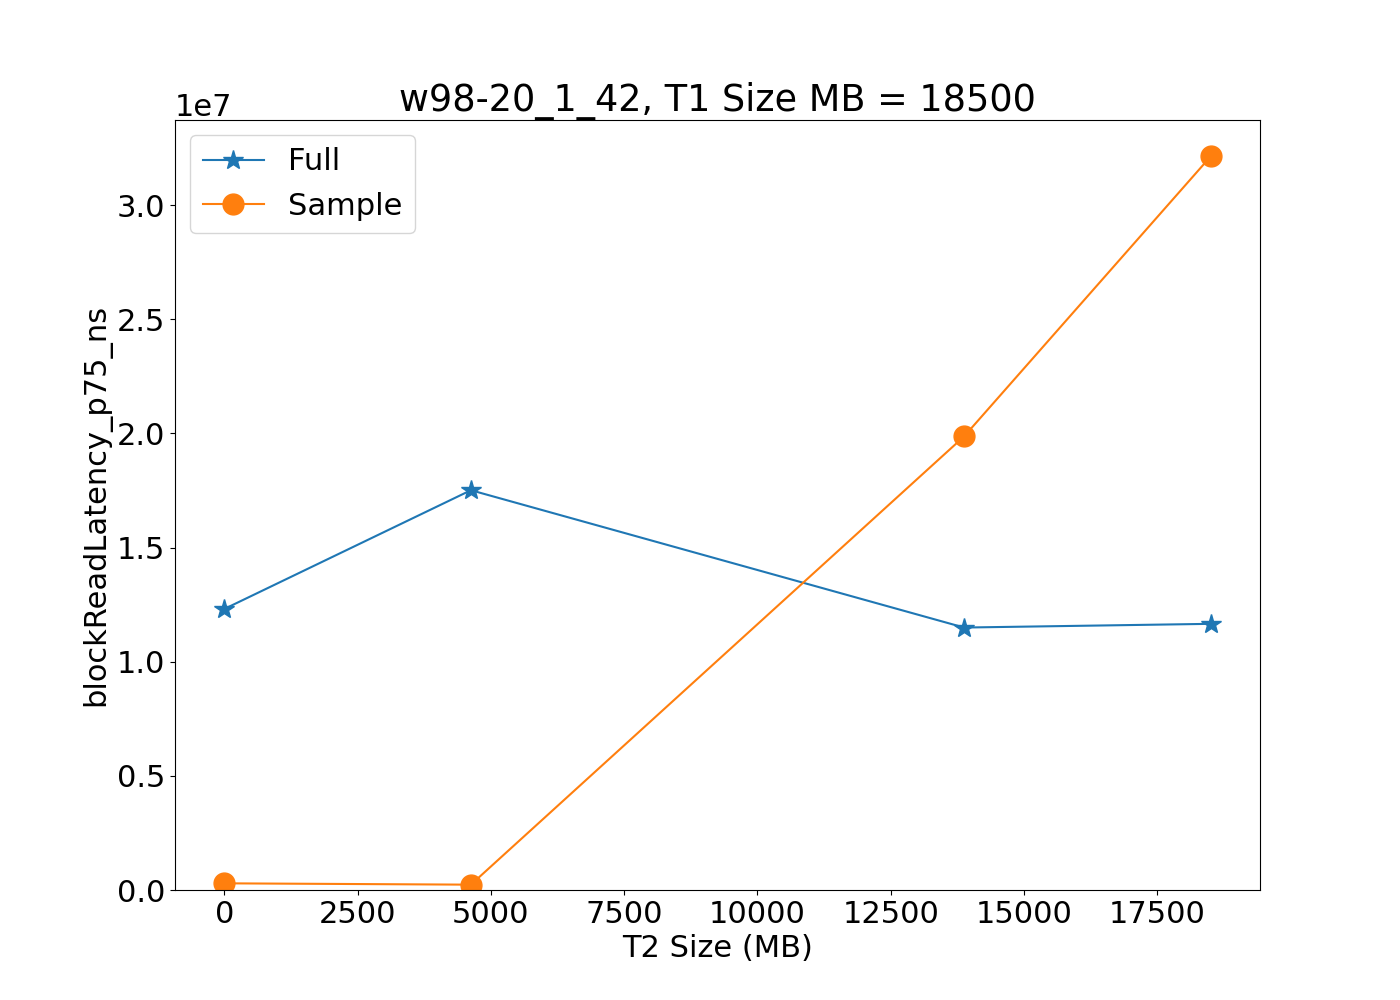 w98-20_1_42, T1 Size MB = 18500
1e7
Full
Sample
3.0
2.5
2.0
1.5
1.0
0.5
0.0
blockReadLatency_p75_ns
0 2500 5000 7500 10000 12500 15000 17500
T2 Size (MB)